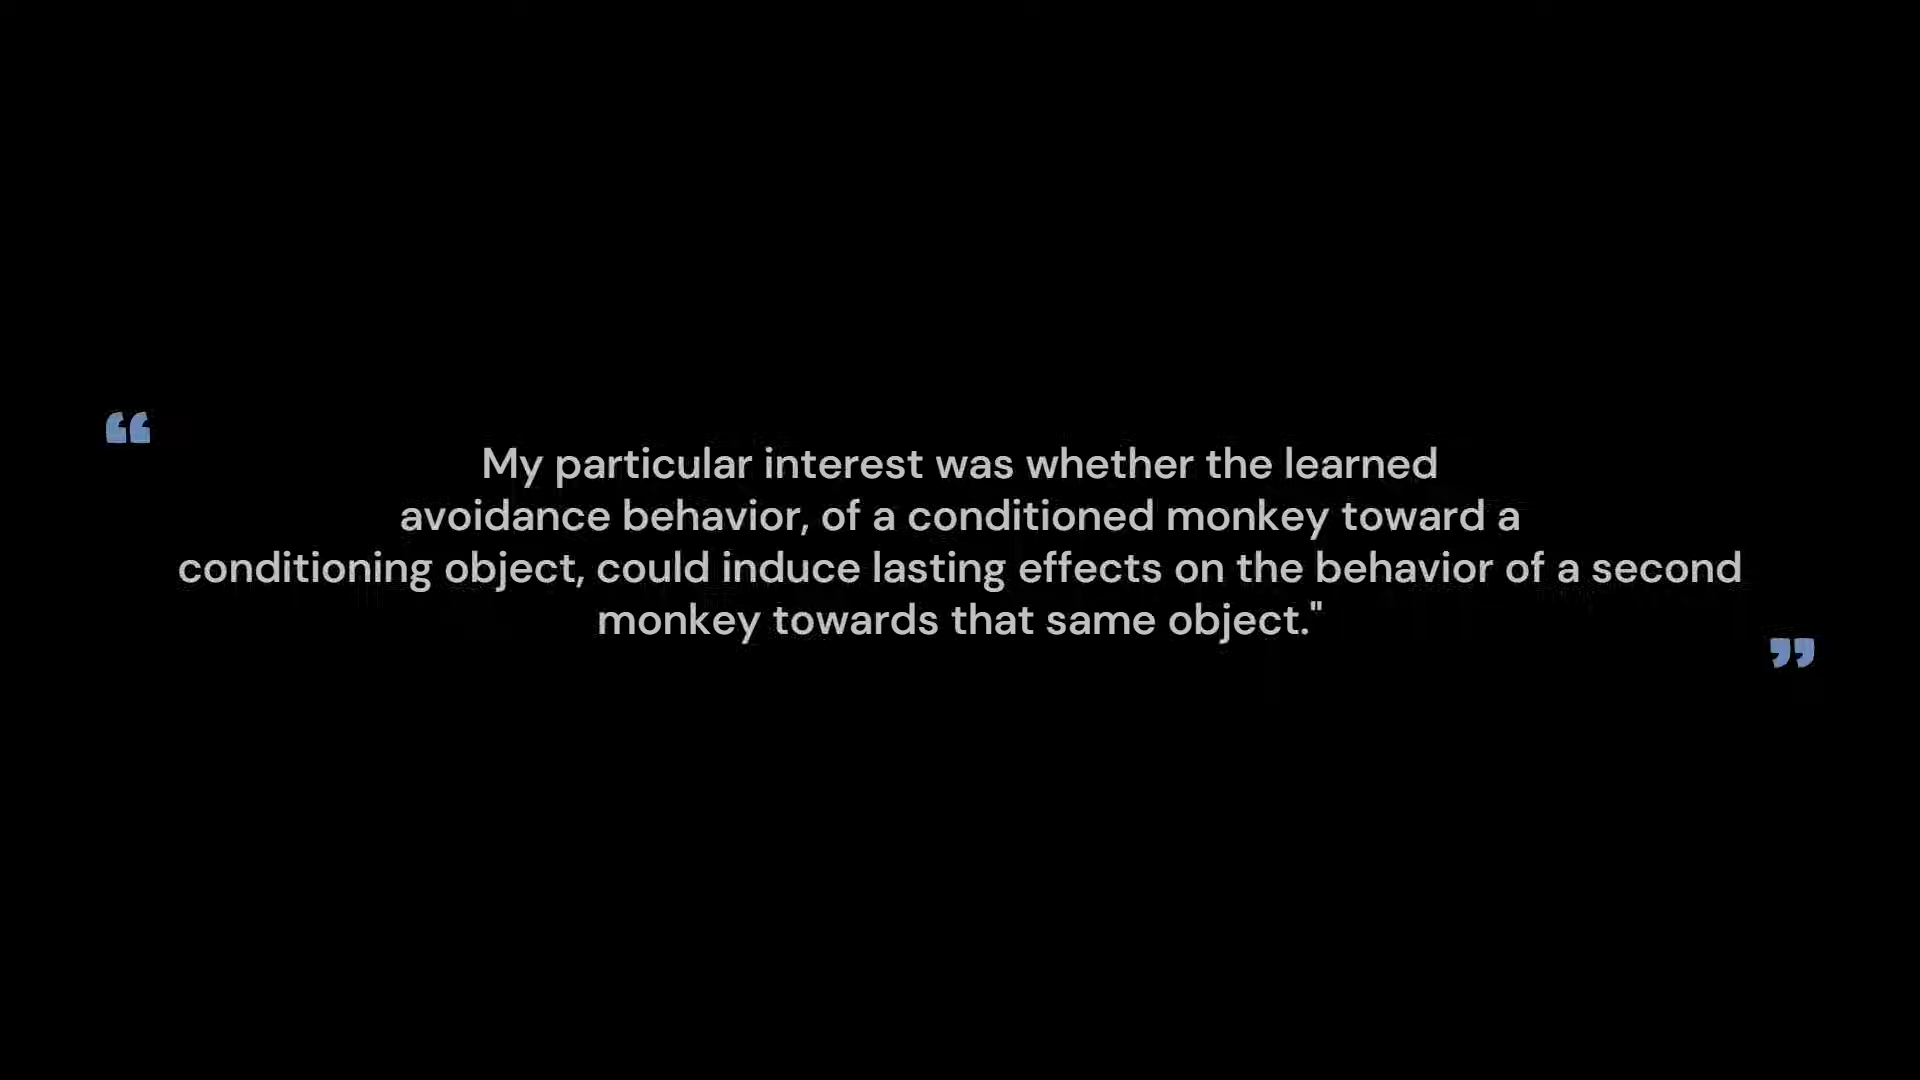 “
My particular interest was whether the learned
avoidance behavior, of a conditioned monkey toward a
conditioning object, could induce lasting effects on the behavior of a second
monkey towards that same object."
”